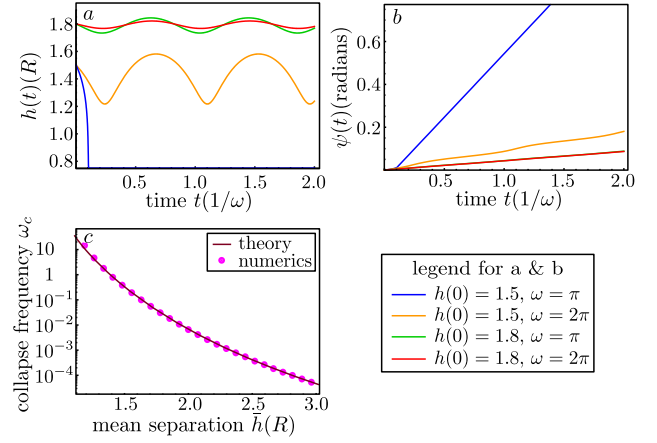 a
h(t)(R)
1.8
1.6
1.4
1.2
1.0
0.8
0.5 1.0 1.5 2.0
time t(1/ω)
b
ψ(t)(radians)
0.6
0.4
0.2
0.5 1.0 1.5 2.0
time t(1/ω)
c
collapse frequency ω_c
10
1
10⁻¹
10⁻²
10⁻³
10⁻⁴
1.5 2.0 2.5 3.0
mean separation h̄(R)
theory
numerics
legend for a & b
h(0) = 1.5, ω = π
h(0) = 1.5, ω = 2π
h(0) = 1.8, ω = π
h(0) = 1.8, ω = 2π